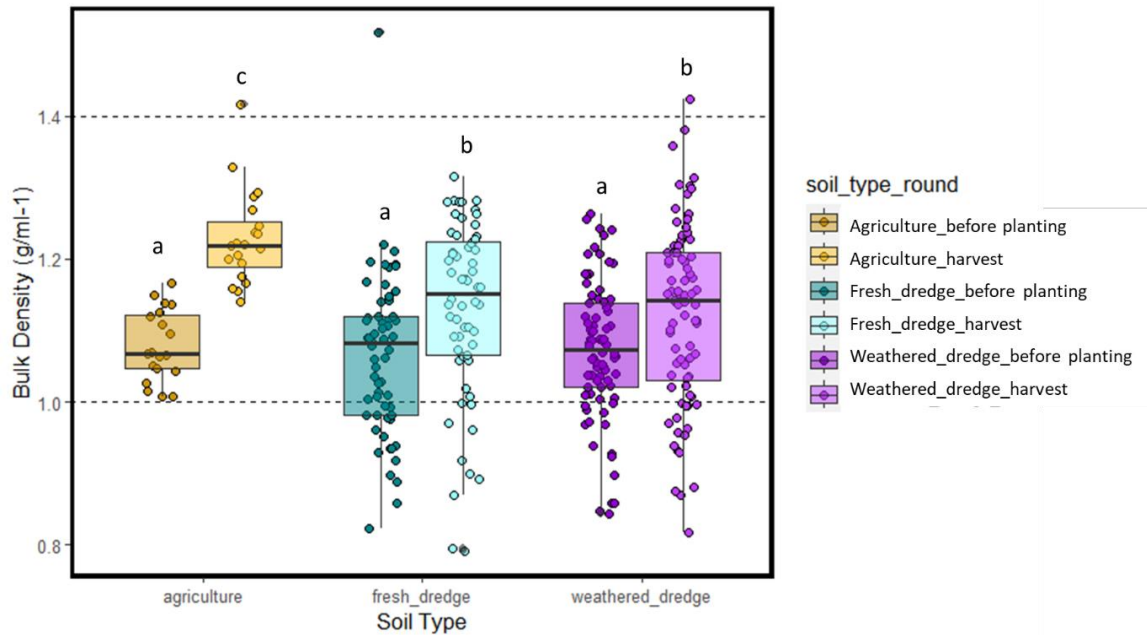 Bulk Density (g/ml-1)
1.4
1.2
1.0
0.8
a
c
a
b
a
b
agriculture
fresh_dredge
weathered_dredge
Soil Type
soil_type_round
Agriculture_before planting
Agriculture_harvest
Fresh_dredge_before planting
Fresh_dredge_harvest
Weathered_dredge_before planting
Weathered_dredge_harvest